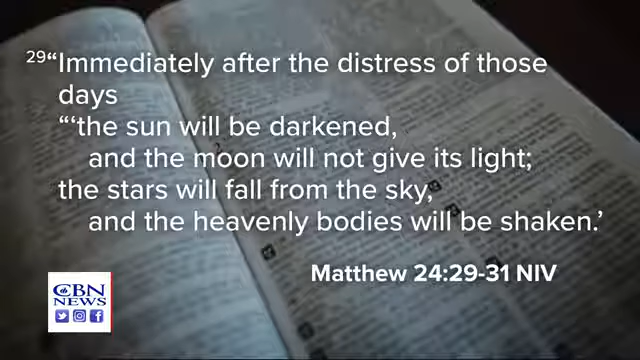 29“Immediately after the distress of those
days
“‘the sun will be darkened,
and the moon will not give its light;
the stars will fall from the sky,
and the heavenly bodies will be shaken.’
Matthew 24:29-31 NIV
CBN
NEWS